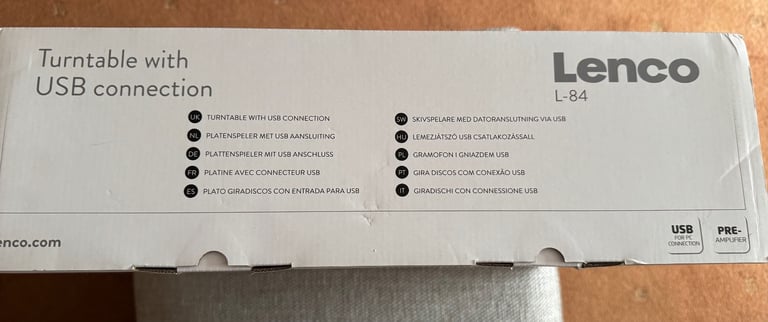 Turntable with
USB connection
Lenco
L-84
UK TURNTABLE WITH USB CONNECTION
NL PLATENSPELER MET USB AANSLUITING
DE PLATTENSPIELER MIT USB ANSCHLUSS
FR PLATINE AVEC CONNECTEUR USB
ES PLATO GIRADISCOS CON ENTRADA PARA USB
SW SKIVSPELARE MED DATORANSLUTNING VIA USB
HU LEMEZJÁTSZÓ USB CSATLAKOZÁSSALL
PL GRAMOFON I GNIAZDEM USB
PT GIRA DISCOS COM CONEXÃO USB
IT GIRADISCHI CON CONNESSIONE USB
enco.com
USB
FOR PC
CONNECTION
PRE-
AMPLIFIER